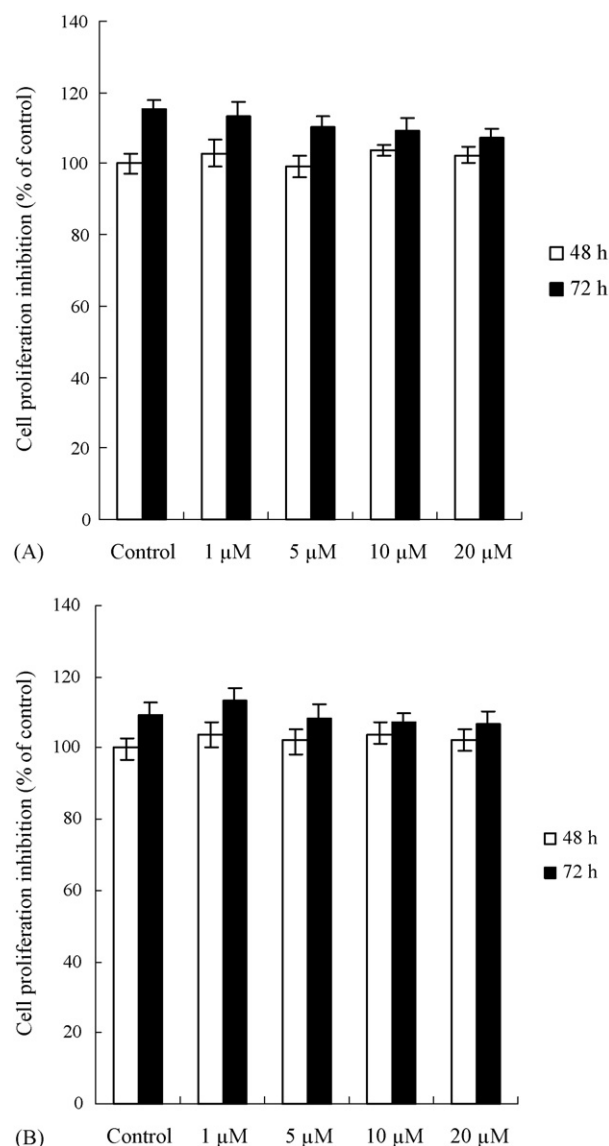 140
120
100
80
60
40
20
0
Cell proliferation inhibition (% of control)
48 h
72 h
(A) Control 1 µM 5 µM 10 µM 20 µM
140
120
100
80
60
40
20
0
Cell proliferation inhibition (% of control)
48 h
72 h
(B) Control 1 µM 5 µM 10 µM 20 µM